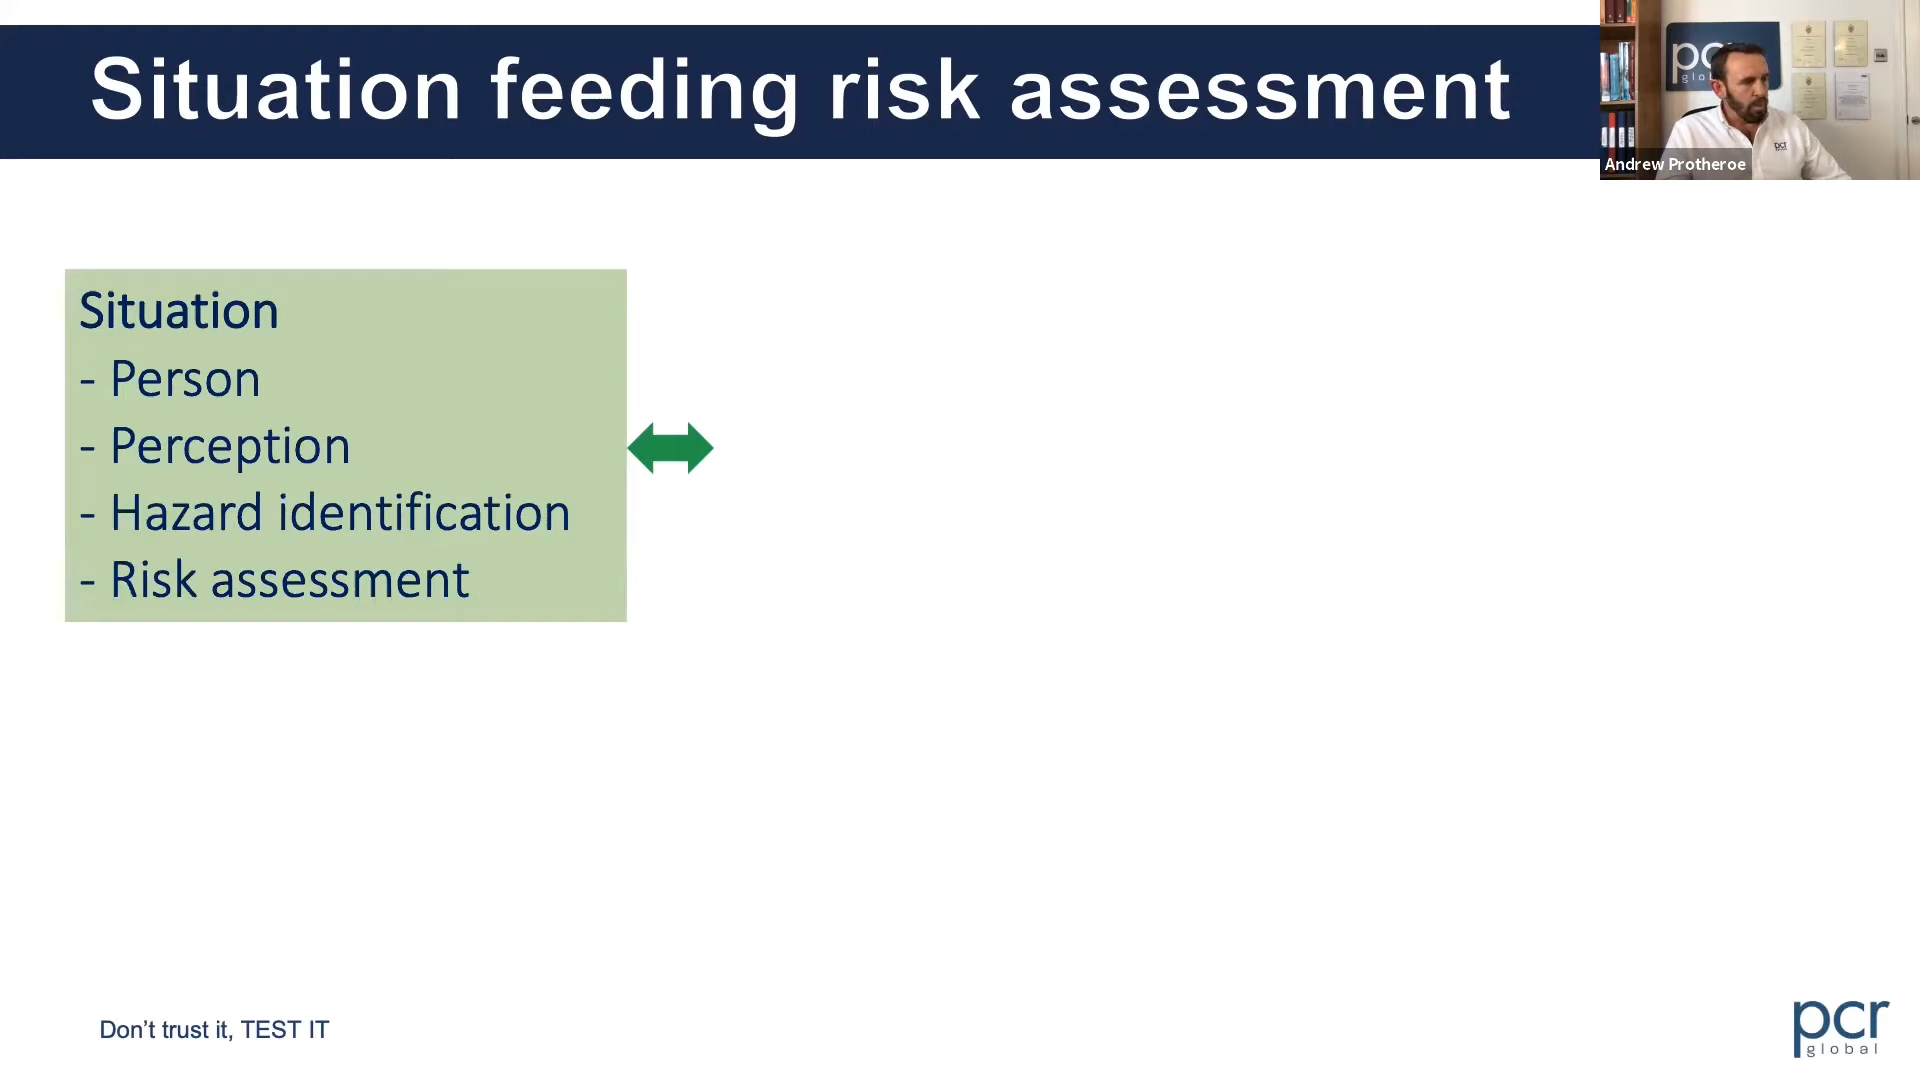 Situation feeding risk assessment
Andrew Protheroe
Situation
- Person
- Perception
- Hazard identification
- Risk assessment
Don’t trust it, TEST IT
pcr
global